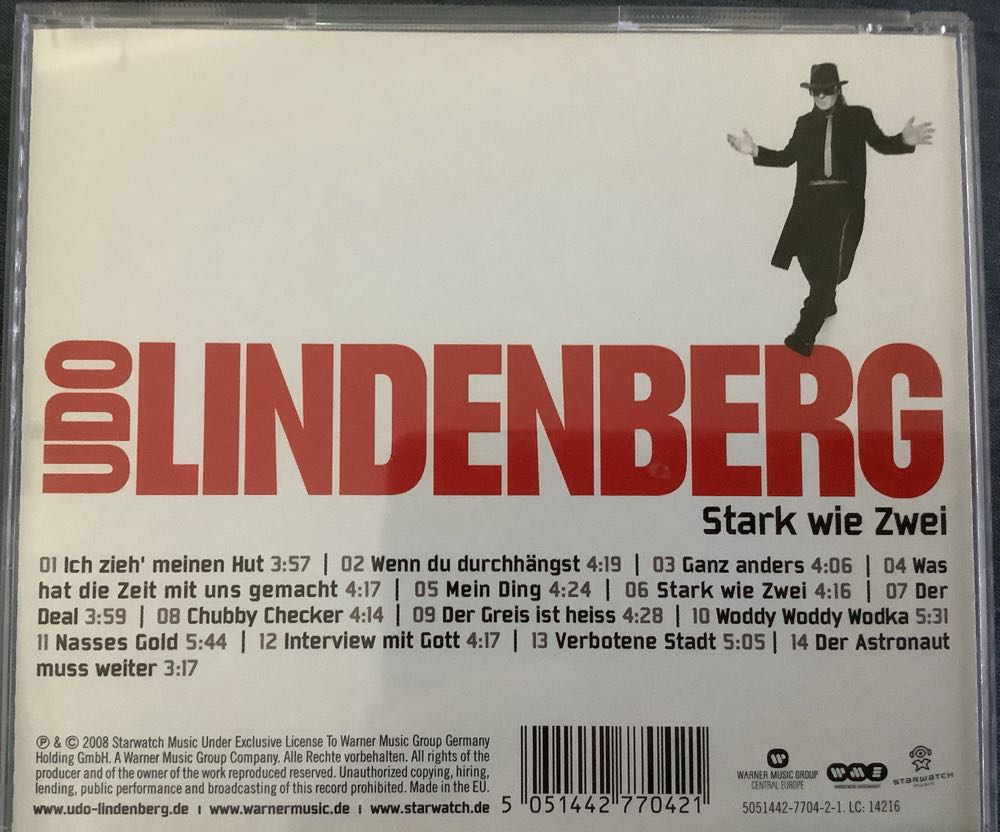 UDO LINDENBERG
Stark wie Zwei
01 Ich zieh' meinen Hut 3:57 | 02 Wenn du durchhängst 4:19 | 03 Ganz anders 4:06 | 04 Was
hat die Zeit mit uns gemacht 4:17 | 05 Mein Ding 4:24 | 06 Stark wie Zwei 4:16 | 07 Der
Deal 3:59 | 08 Chubby Checker 4:14 | 09 Der Greis ist heiss 4:28 | 10 Woddy Woddy Wodka 5:31
11 Nasses Gold 5:44 | 12 Interview mit Gott 4:17 | 13 Verbotene Stadt 5:05 | 14 Der Astronaut
muss weiter 3:17
℗ & © 2008 Starwatch Music Under Exclusive License To Warner Music Group Germany
Holding GmbH. A Warner Music Group Company. Alle Rechte vorbehalten. All rights of the
producer and of the owner of the work reproduced reserved. Unauthorized copying, hiring,
lending, public performance and broadcasting of this record prohibited. Made in the EU.
www.udo-lindenberg.de | www.warnermusic.de | www.starwatch.de
5 051442 770421
WARNER MUSIC GROUP
CENTRAL EUROPE
WME
STARWATCH
music
5051442-7704-2-1. LC: 14216